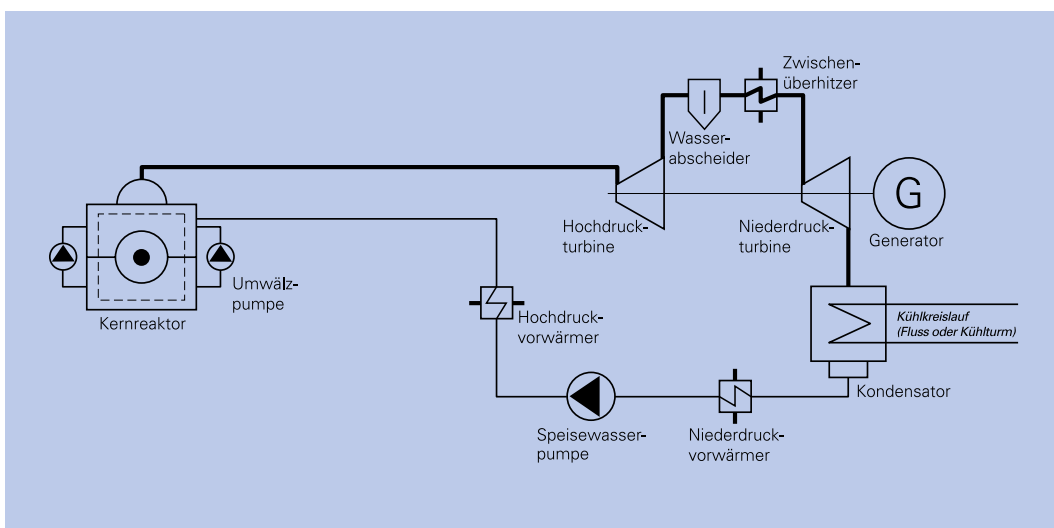 Zwischen-
überhitzer
Wasser-
abscheider
Hochdruck-
turbine
Niederdruck-
turbine
G
Generator
Umwälz-
pumpe
Kernreaktor
Hochdruck-
vorwärmer
Kühlkreislauf
(Fluss oder Kühlturm)
Kondensator
Speisewasser-
pumpe
Niederdruck-
vorwärmer